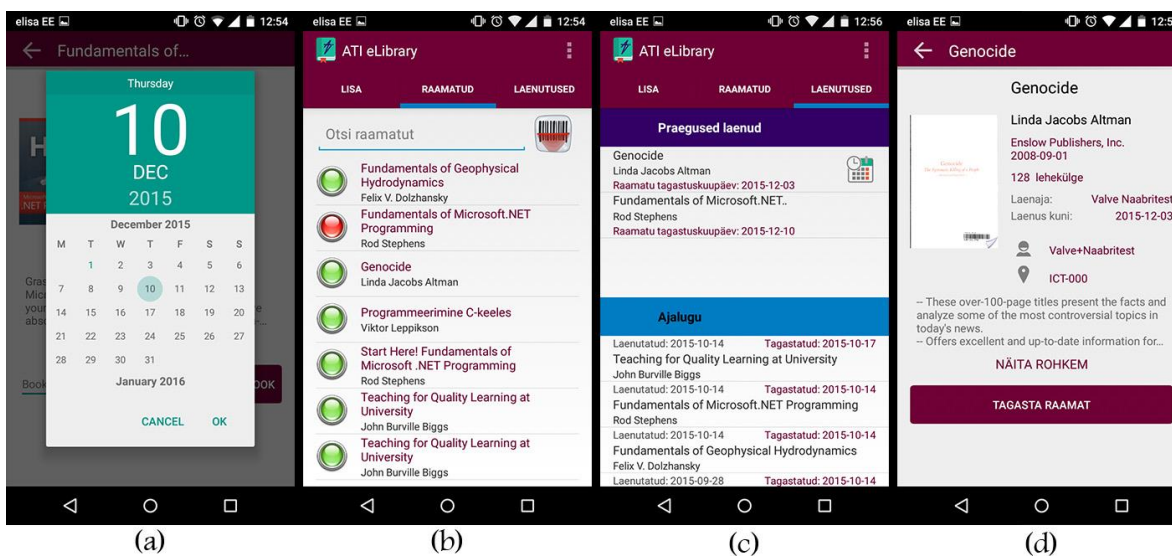 elisa EE 12:54
Fundamentals of...
Thursday
10
DEC
2015
December 2015
M T W T F S S
1 2 3 4 5 6
7 8 9 10 11 12 13
14 15 16 17 18 19 20
21 22 23 24 25 26 27
28 29 30 31
January 2016
CANCEL OK
(a)
elisa EE 12:54
ATI eLibrary
LISA RAAMATUD LAENUTUSED
Otsi raamatut
Fundamentals of Geophysical
Hydrodynamics
Felix V. Dolzhansky
Fundamentals of Microsoft.NET
Programming
Rod Stephens
Genocide
Linda Jacobs Altman
Programmeerimine C-keeles
Viktor Leppikson
Start Here! Fundamentals of
Microsoft .NET Programming
Rod Stephens
Teaching for Quality Learning at
University
John Burville Biggs
Teaching for Quality Learning at
University
John Burville Biggs
(b)
elisa EE 12:56
ATI eLibrary
LISA RAAMATUD LAENUTUSED
Praegused laenud
Genocide
Linda Jacobs Altman
Raamatu tagastuskuupäev: 2015-12-03
Fundamentals of Microsoft.NET..
Rod Stephens
Raamatu tagastuskuupäev: 2015-12-10
Ajalugu
Laenutatud: 2015-10-14 Tagastatud: 2015-10-17
Teaching for Quality Learning at University
John Burville Biggs
Laenutatud: 2015-10-14 Tagastatud: 2015-10-14
Fundamentals of Microsoft.NET Programming
Rod Stephens
Laenutatud: 2015-10-14 Tagastatud: 2015-10-14
Fundamentals of Geophysical Hydrodynamics
Felix V. Dolzhansky
Laenutatud: 2015-09-28 Tagastatud: 2015-10-14
(c)
elisa EE
Genocide
Genocide
Linda Jacobs Altman
Enslow Publishers, Inc.
2008-09-01
128 lehekülge
Laenaja: Valve Naabritest
Laenus kuni: 2015-12-03
Valve+Naabritest
ICT-000
-- These over-100-page titles present the facts and
analyze some of the most controversial topics in
today's news.
-- Offers excellent and up-to-date information for...
NÄITA ROHKEM
TAGASTA RAAMAT
(d)